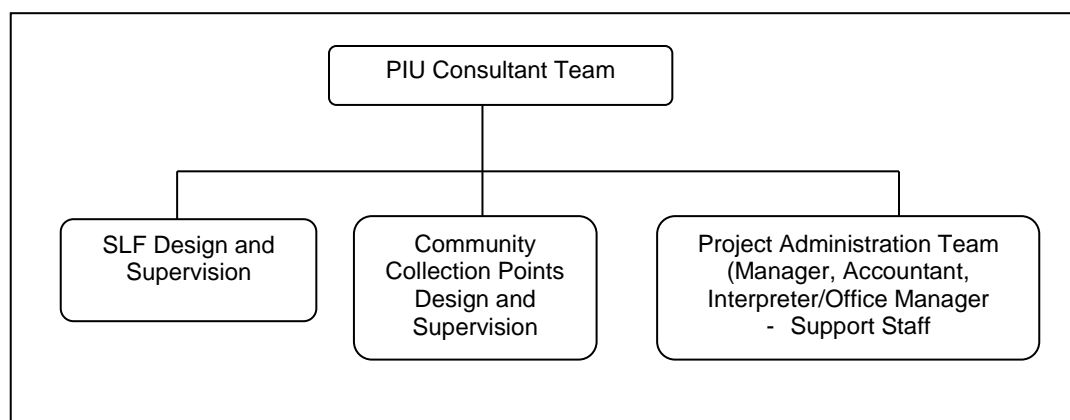 PIU Consultant Team
SLF Design and
Supervision
Community
Collection Points
Design and
Supervision
Project Administration Team
(Manager, Accountant,
Interpreter/Office Manager
- Support Staff